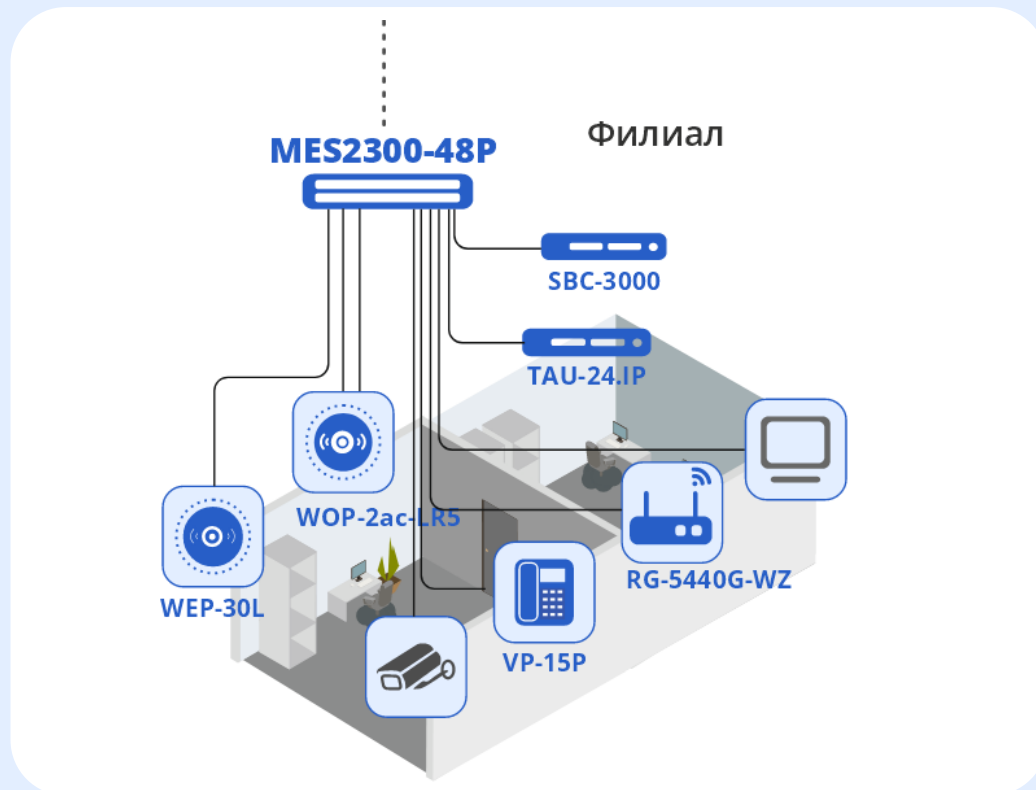 Филиал
MES2300-48P
SBC-3000
TAU-24.IP
WOP-2ac-LR5
RG-5440G-WZ
WEP-30L
VP-15P